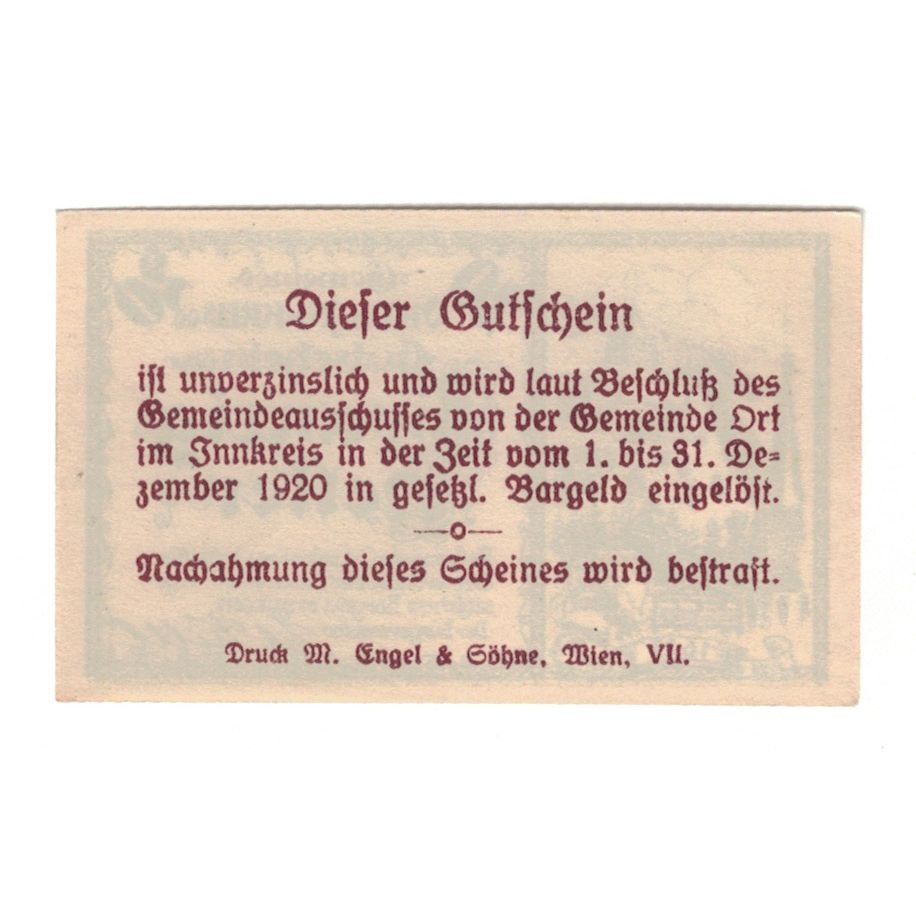 Dieser Gutschein
ist unverzinslich und wird laut Beschluß des
Gemeindeausschusses von der Gemeinde Ort
im Innkreis in der Zeit vom 1. bis 31. De=
zember 1920 in gesetzl. Bargeld eingelöst.
Nachahmung dieses Scheines wird bestraft.
Druck M. Engel & Söhne, Wien, VII.